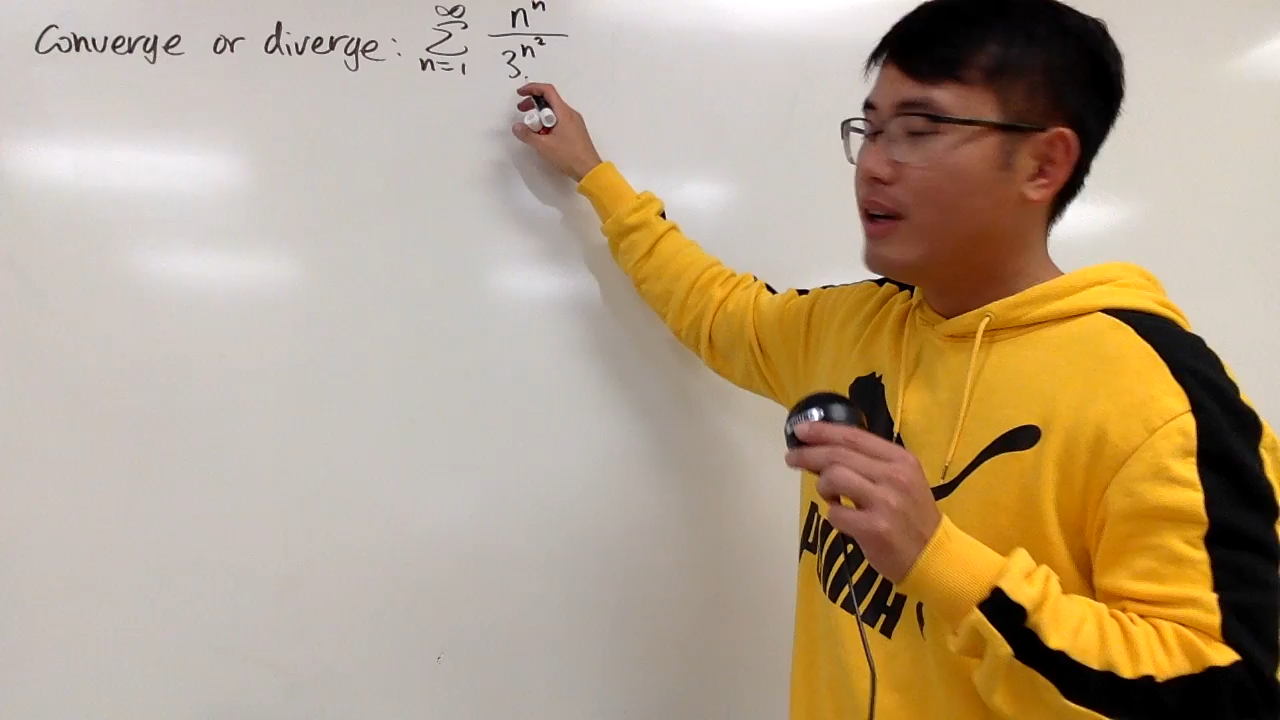 Converge or diverge: ∞ Σ n=1 n^n / 3^{n^2}
PUMA